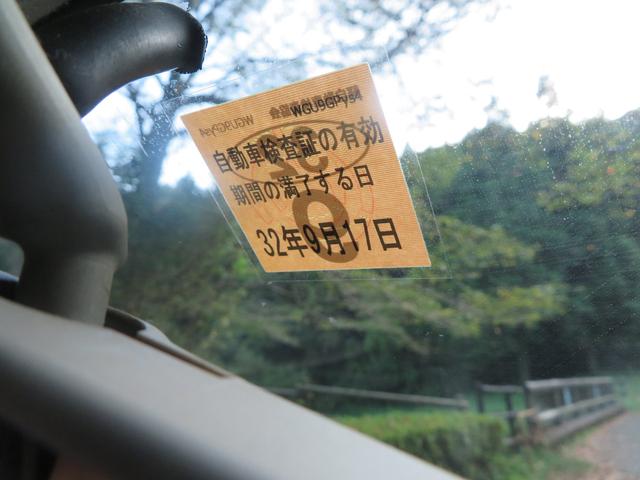 自動車検査証の有効
期間の満了する日
32年9月17日